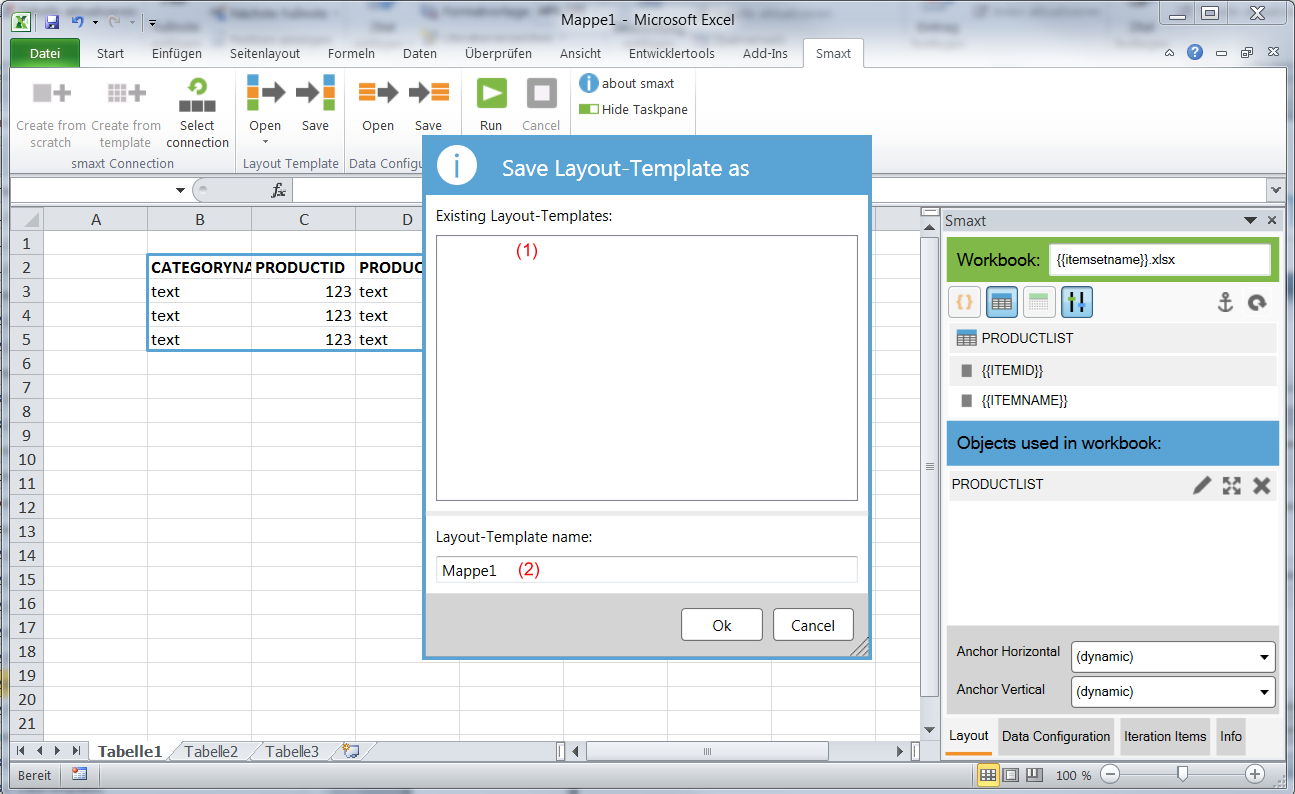 Mappe1 - Microsoft Excel
Datei Start Einfügen Seitenlayout Formeln Daten Überprüfen Ansicht Entwicklertools Add-Ins Smaxt
Create from scratch
Create from template
Select connection
smaxt Connection
Open Save
Layout Template
Open Save
Data Configu
Run Cancel
about smaxt
Hide Taskpane
fx
Save Layout-Template as
Existing Layout-Templates:
(1)
Layout-Template name:
Mappe1 (2)
Ok Cancel
A B C D
1
2 CATEGORYNA PRODUCTID PRODUC
3 text 123 text
4 text 123 text
5 text 123 text
6
7
8
9
10
11
12
13
14
15
16
17
18
19
20
21
Tabelle1 Tabelle2 Tabelle3
Smaxt
Workbook: {{itemsetname}}.xlsx
PRODUCTLIST
{{ITEMID}}
{{ITEMNAME}}
Objects used in workbook:
PRODUCTLIST
Anchor Horizontal (dynamic)
Anchor Vertical (dynamic)
Layout Data Configuration Iteration Items Info
Bereit 100 %